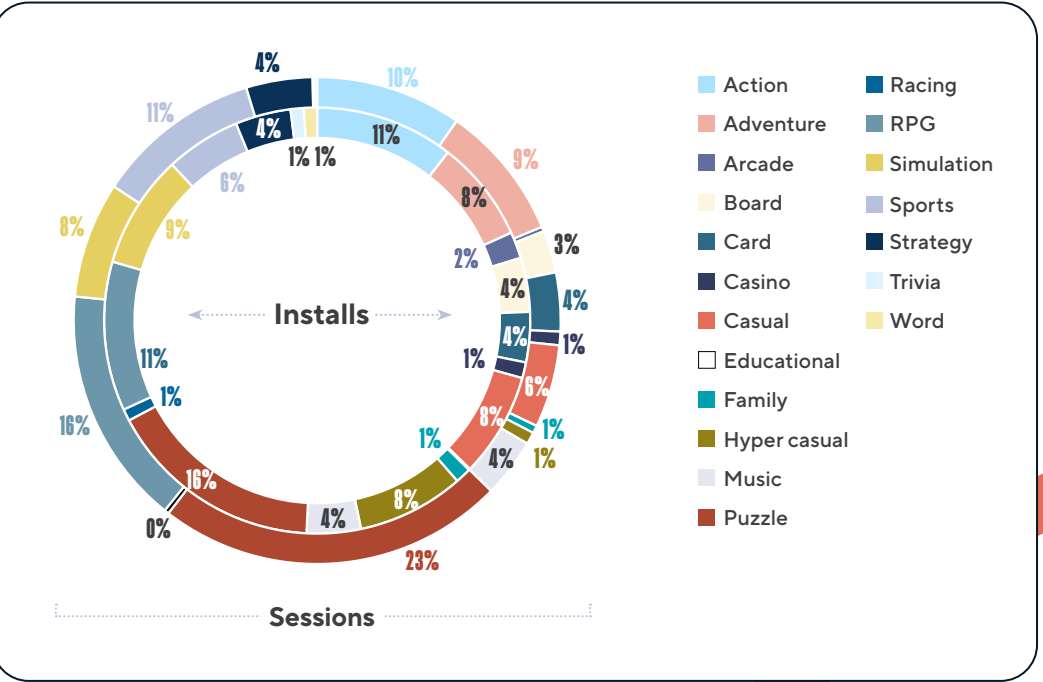 4%
10%
11%
4%
11%
1% 1%
9%
8%
6%
8%
9%
2%
3%
4%
4%
Installs
4%
1%
11%
1%
6%
1%
16%
8%
1%
1%
4%
1%
16%
8%
4%
0%
23%
Sessions
Action
Adventure
Arcade
Board
Card
Casino
Casual
Educational
Family
Hyper casual
Music
Puzzle
Racing
RPG
Simulation
Sports
Strategy
Trivia
Word